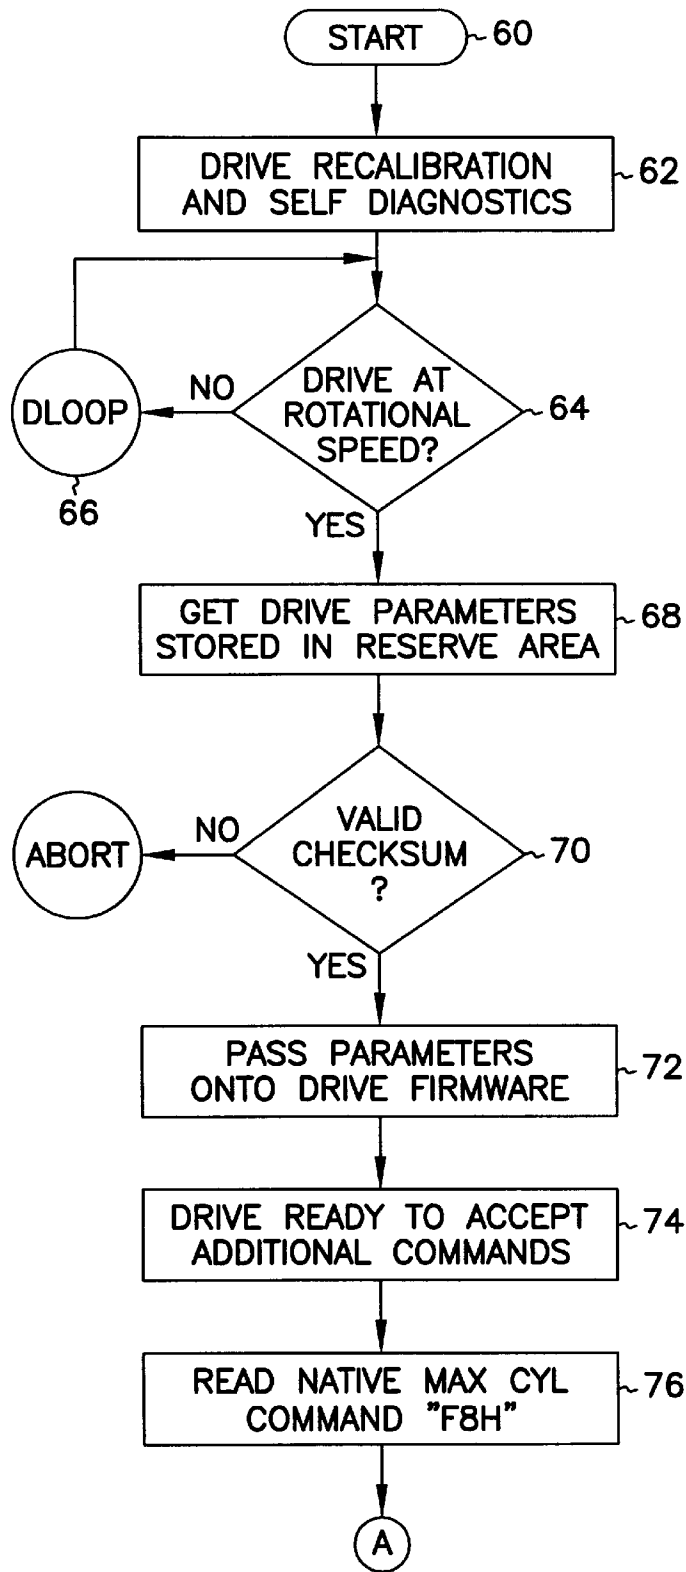 START
60
DRIVE RECALIBRATION
AND SELF DIAGNOSTICS
62
DRIVE AT
ROTATIONAL
SPEED?
64
NO
DLOOP
66
YES
GET DRIVE PARAMETERS
STORED IN RESERVE AREA
68
VALID
CHECKSUM
?
70
NO
ABORT
YES
PASS PARAMETERS
ONTO DRIVE FIRMWARE
72
DRIVE READY TO ACCEPT
ADDITIONAL COMMANDS
74
READ NATIVE MAX CYL
COMMAND "F8H"
76
A